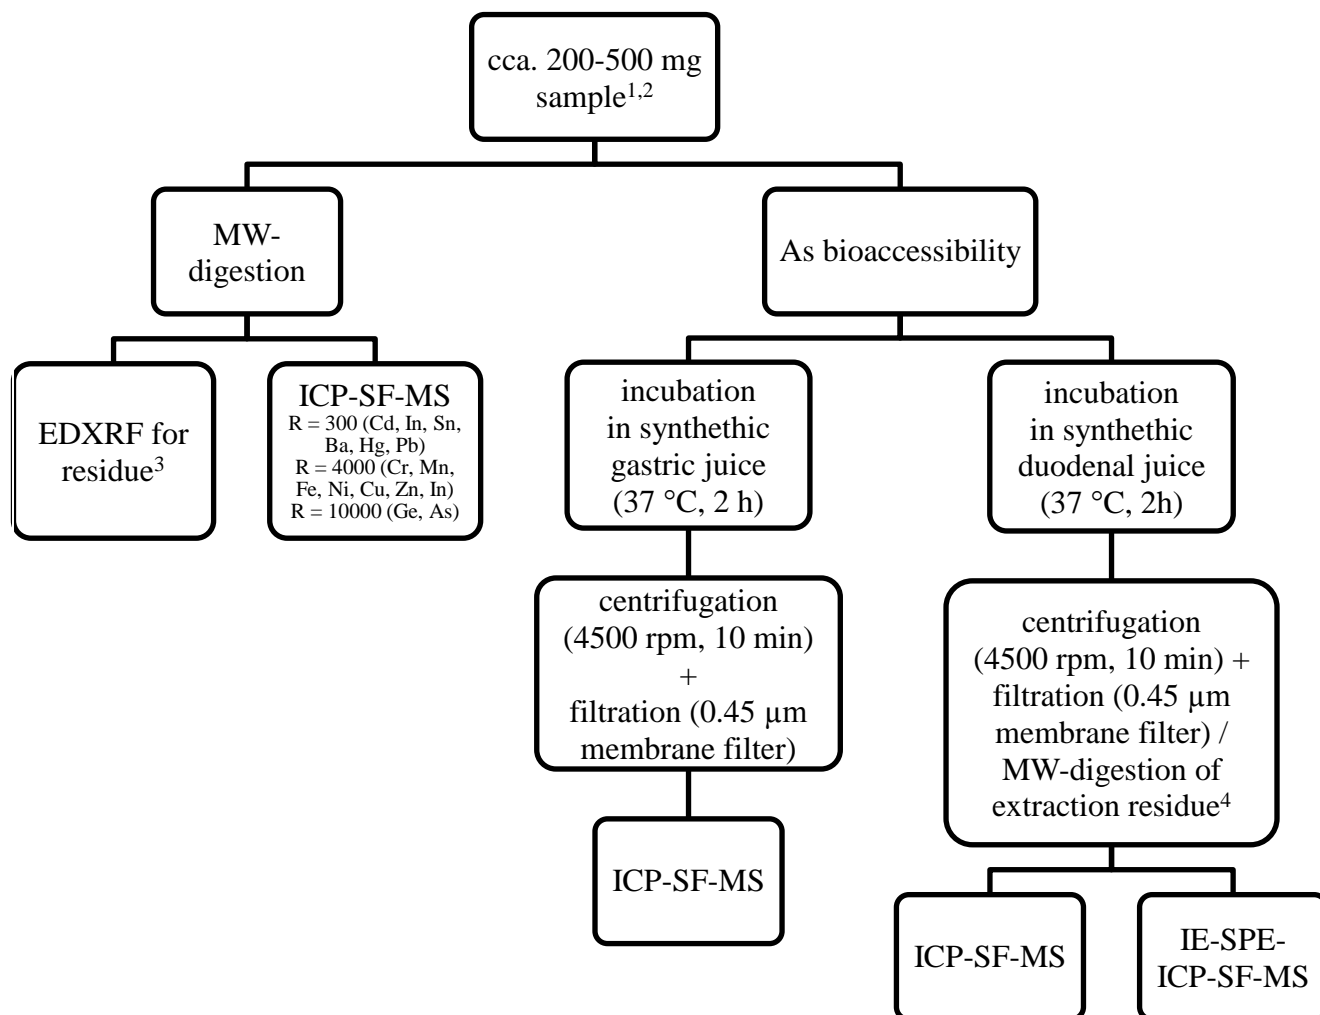 cca. 200-500 mg
sample1,2
MW-
digestion
As bioaccessibility
EDXRF for
residue3
ICP-SF-MS
R = 300 (Cd, In, Sn,
Ba, Hg, Pb)
R = 4000 (Cr, Mn,
Fe, Ni, Cu, Zn, In)
R = 10000 (Ge, As)
incubation
in synthethic
gastric juice
(37 °C, 2 h)
incubation
in synthethic
duodenal juice
(37 °C, 2h)
centrifugation
(4500 rpm, 10 min)
+
filtration (0.45 µm
membrane filter)
centrifugation
(4500 rpm, 10 min) +
filtration (0.45 µm
membrane filter) /
MW-digestion of
extraction residue4
ICP-SF-MS
ICP-SF-MS
IE-SPE-
ICP-SF-MS